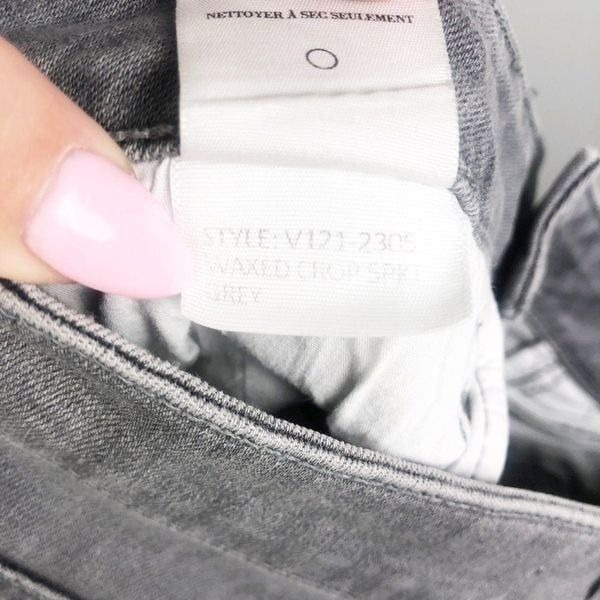 NETTOYER À SEC SEULEMENT
STYLE: V121-2305
WAXED CROP
GREY